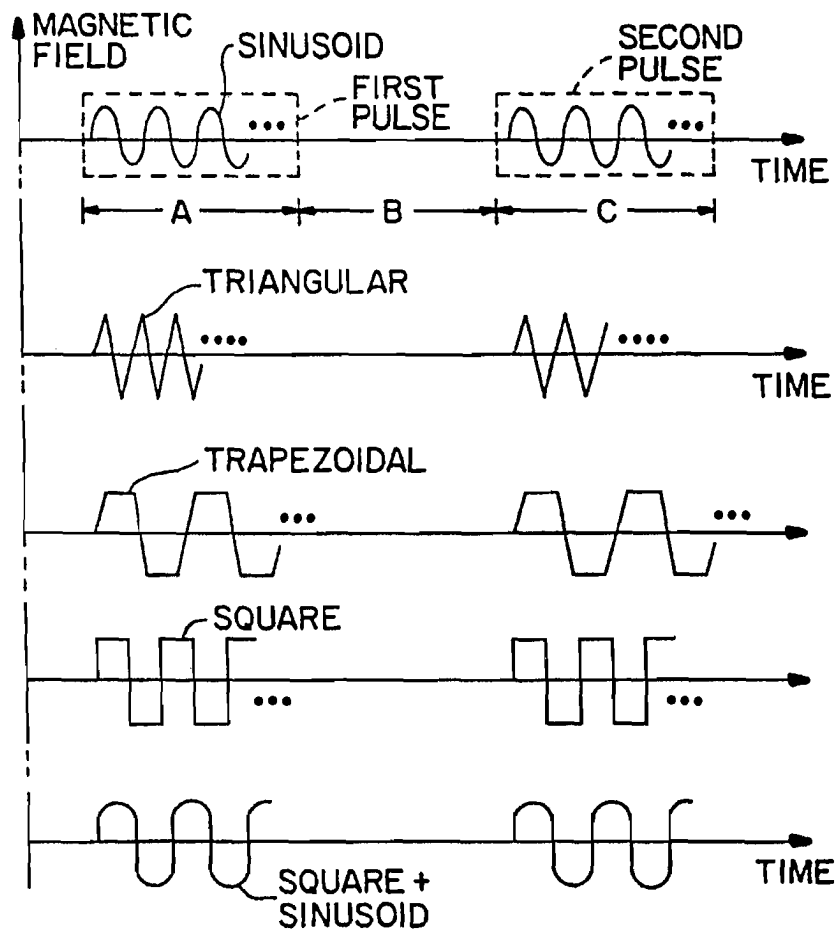 MAGNETIC
FIELD
SINUSOID
FIRST
PULSE
SECOND
PULSE
TIME
A
B
C
TRIANGULAR
TIME
TRAPEZOIDAL
SQUARE
SQUARE +
SINUSOID
TIME